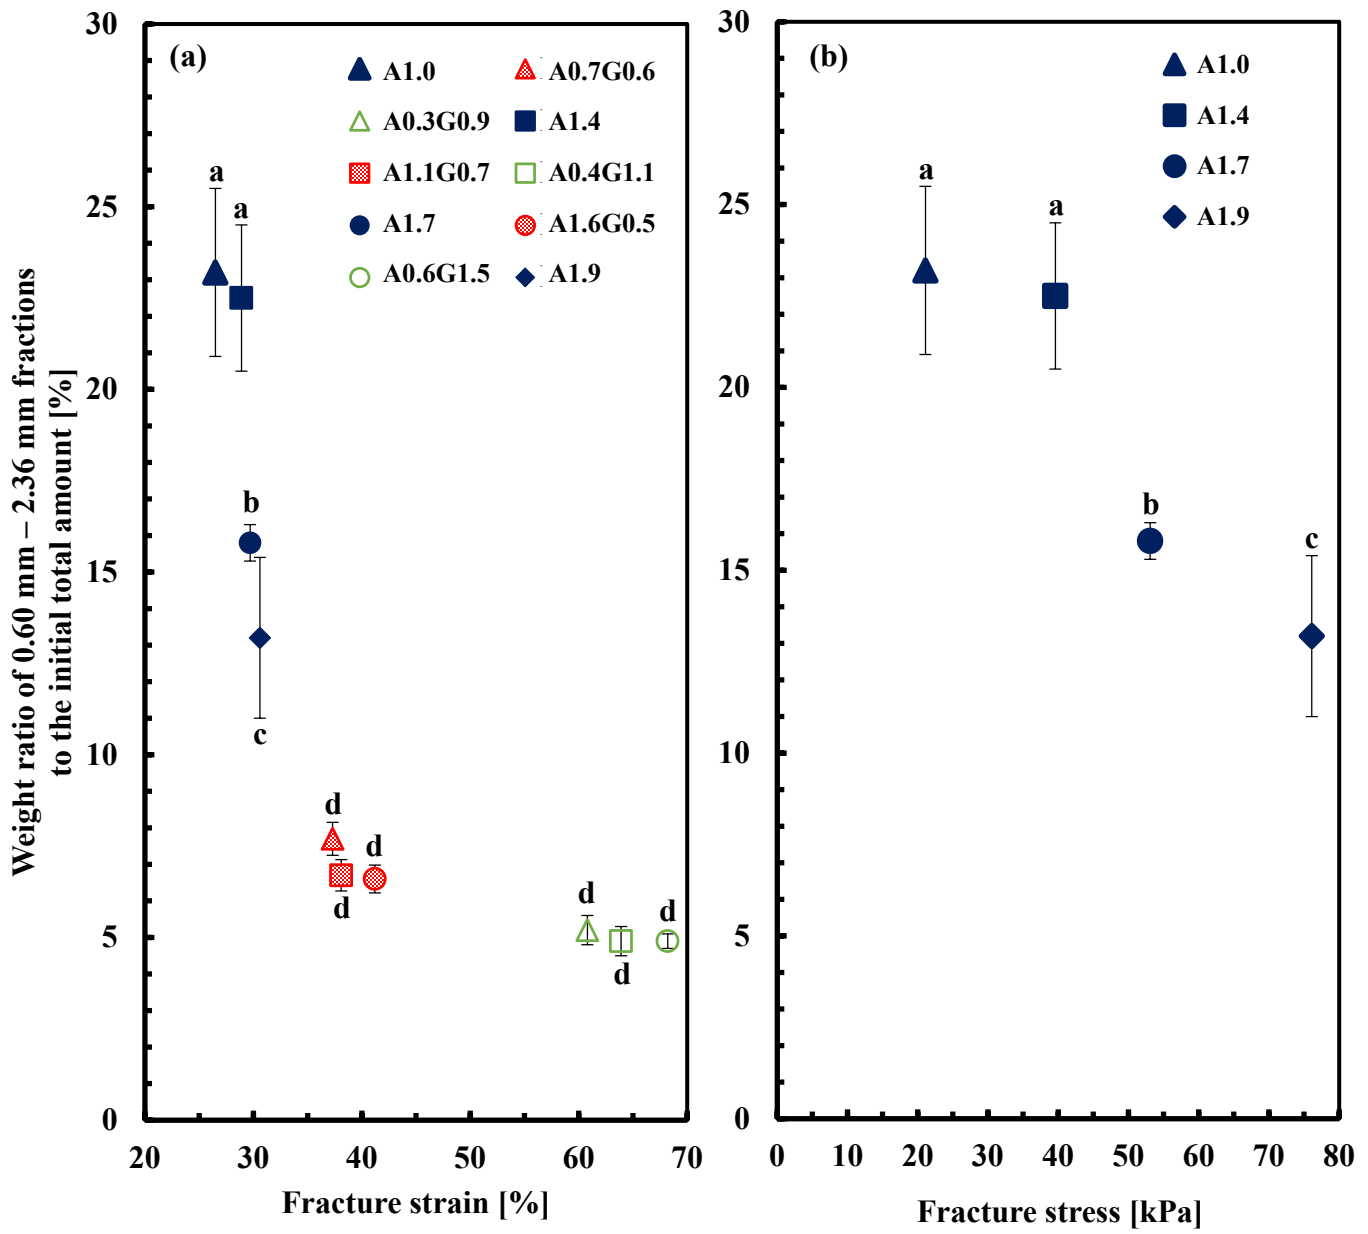 Weight ratio of 0.60 mm – 2.36 mm fractions
to the initial total amount [%]
(a)
A1.0
A0.7G0.6
A0.3G0.9
A1.4
A1.1G0.7
A0.4G1.1
A1.7
A1.6G0.5
A0.6G1.5
A1.9
30
25
20
15
10
5
0
a
a
b
c
d
d
d
d
d
d
20
30
40
50
60
70
Fracture strain [%]
(b)
A1.0
A1.4
A1.7
A1.9
30
25
20
15
10
5
0
a
a
b
c
0
10
20
30
40
50
60
70
80
Fracture stress [kPa]